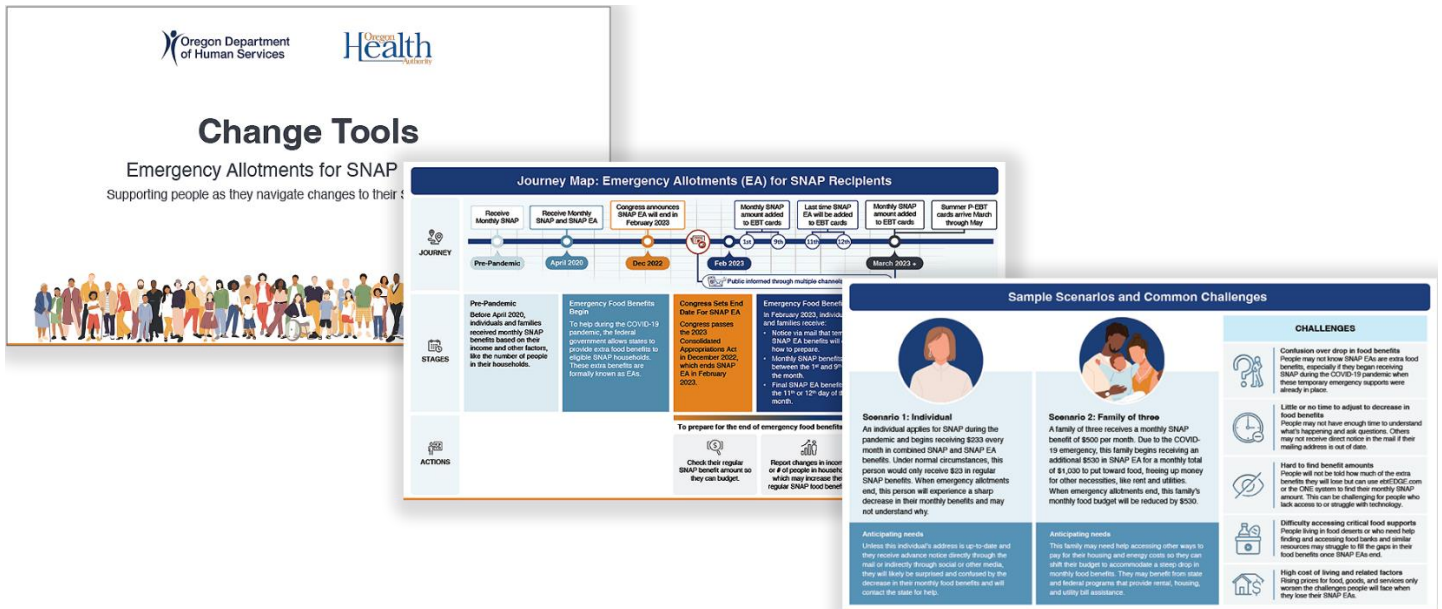 Oregon Department
of Human Services
Oregon
Health
Authority
Change Tools
Emergency Allotments for SNAP
Supporting people as they navigate changes to their
Journey Map: Emergency Allotments (EA) for SNAP Recipients
JOURNEY
Receive
Monthly SNAP
Receive Monthly
SNAP and SNAP EA
Congress announces
SNAP EA will end in
February 2023
Monthly SNAP
amount added
to EBT cards
Last time SNAP
EA will be added
to EBT cards
Monthly SNAP
amount added
to EBT cards
Summer P-EBT
cards arrive March
through May
1st
9th
11th
12th
Pre-Pandemic
April 2020
Dec 2022
Feb 2023
March 2023
Public informed through multiple channels
STAGES
Pre-Pandemic
Before April 2020,
individuals and families
received monthly SNAP
benefits based on their
income and other factors,
like the number of people
in their households.
Emergency Food Benefits
Begin
To help during the COVID-19
pandemic, the federal
government allows states to
provide extra food benefits to
eligible SNAP households.
These extra benefits are
formally known as EAs.
Congress Sets End
Date For SNAP EA
Congress passes
the 2023
Consolidated
Appropriations Act
in December 2022,
which ends SNAP
EA in February
2023.
Emergency Food
In February 2023,
and families receive:
• Notice via mail that
SNAP EA benefits will
how to prepare.
• Monthly SNAP
between the 1st and 9th
the month.
• Final SNAP EA
the 11th or 12th day of
month.
ACTIONS
To prepare for the end of emergency food benefits
Check their regular
SNAP benefit amount so
they can budget.
Report changes in
or # of people in
which may increase
regular SNAP food
Sample Scenarios and Common Challenges
Scenario 1: Individual
An individual applies for SNAP during the
pandemic and begins receiving $233 every
month in combined SNAP and SNAP EA
benefits. Under normal circumstances, this
person would only receive $23 in regular
SNAP benefits. When emergency allotments
end, this person will experience a sharp
decrease in their monthly benefits and may
not understand why.
Anticipating needs
Unless this individual's address is up-to-date and
they receive advance notice directly through the
mail or indirectly through social or other media,
they will likely be surprised and confused by the
decrease in their monthly food benefits and will
contact the state for help.
Scenario 2: Family of three
A family of three receives a monthly SNAP
benefit of $500 per month. Due to the COVID-
19 emergency, this family begins receiving an
additional $530 in SNAP EA for a monthly total
of $1,030 to put toward food, freeing up money
for other necessities, like rent and utilities.
When emergency allotments end, this family's
monthly food budget will be reduced by $530.
Anticipating needs
This family may need help accessing other ways to
pay for their housing and energy costs so they can
shift their budget to accommodate a steep drop in
monthly food benefits. They may benefit from state
and federal programs that provide rental, housing,
and utility bill assistance.
CHALLENGES
Confusion over drop in food benefits
People may not know SNAP EAs are extra food
benefits, especially if they began receiving
SNAP during the COVID-19 pandemic when
these temporary emergency supports were
already in place.
Little or no time to adjust to decrease in
food benefits
People may not have enough time to understand
what's happening and ask questions. Others
may not receive direct notice in the mail if their
mailing address is out of date.
Hard to find benefit amounts
People will not be told how much of the extra
benefits they will lose but can use ebtEDGE.com
or the ONE system to find their monthly SNAP
amount. This can be challenging for people who
lack access to or struggle with technology.
Difficulty accessing critical food supports
People living in food deserts or who need help
finding and accessing food banks and similar
resources may struggle to fill the gaps in their
food benefits once SNAP EAs end.
High cost of living and related factors
Rising prices for food, goods, and services only
worsen the challenges people will face when
they lose their SNAP EAs.